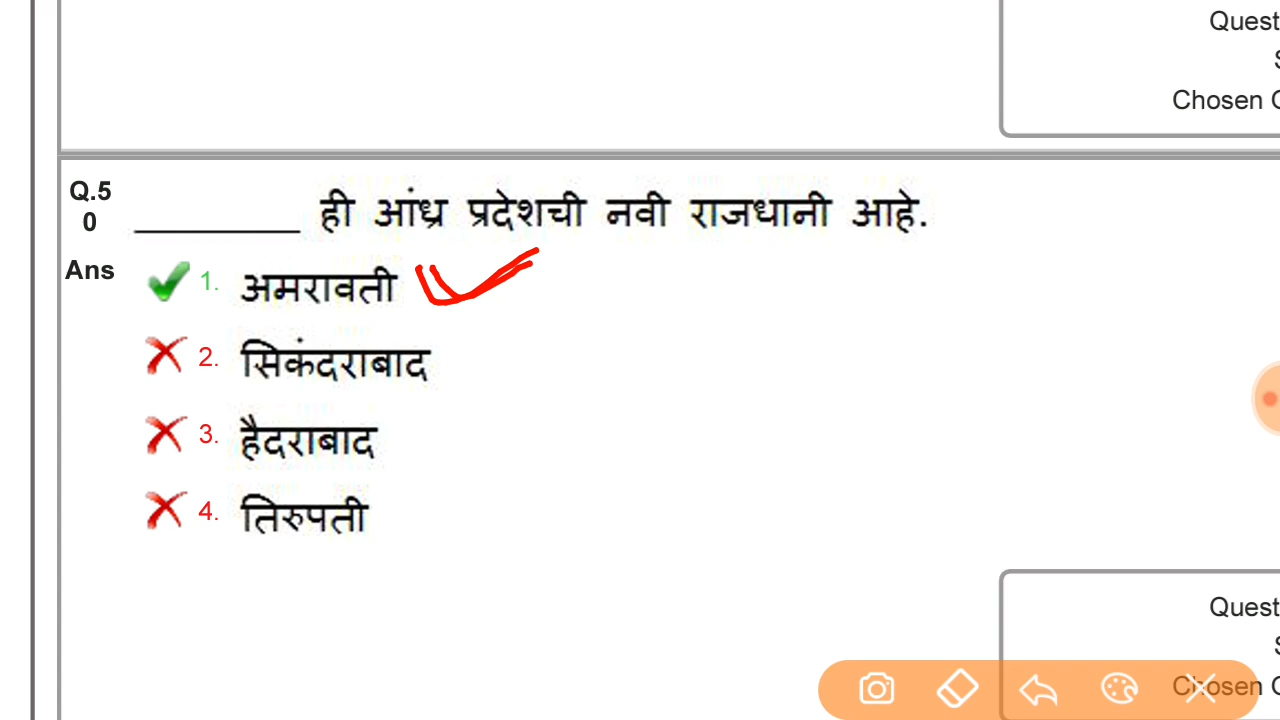 Quest
S
Chosen O
Q.5
0
_________ ही आंध्र प्रदेशची नवी राजधानी आहे.
Ans
1. अमरावती
2. सिकंदराबाद
3. हैदराबाद
4. तिरुपती
Quest
S
Chosen O